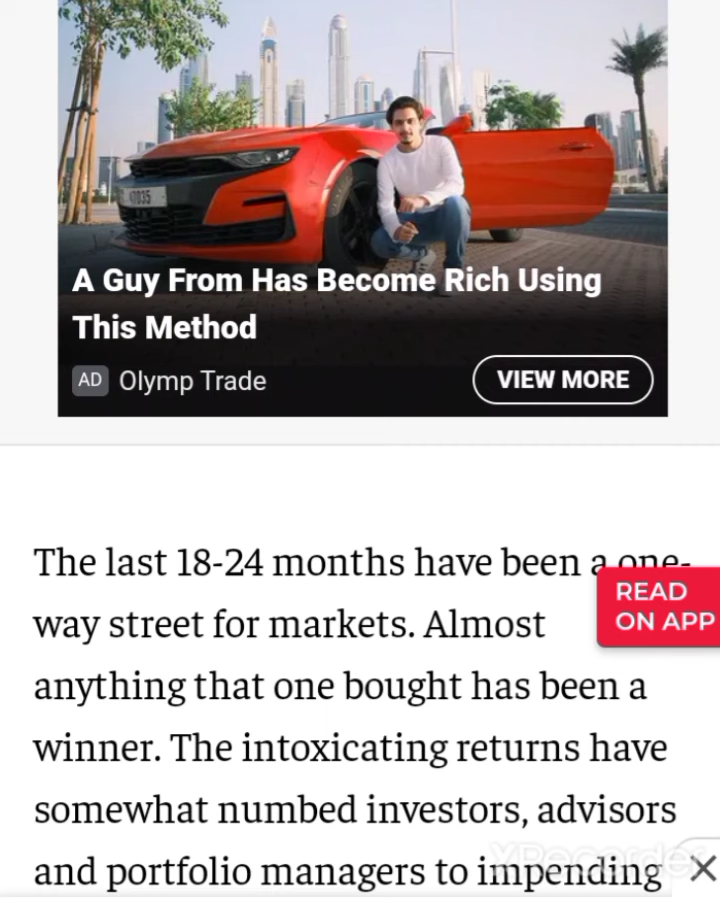 47035
A Guy From Has Become Rich Using
This Method
AD Olymp Trade
VIEW MORE
The last 18-24 months have been a one-
READ
ON APP
way street for markets. Almost
anything that one bought has been a
winner. The intoxicating returns have
somewhat numbed investors, advisors
and portfolio managers to impending
XRecorder